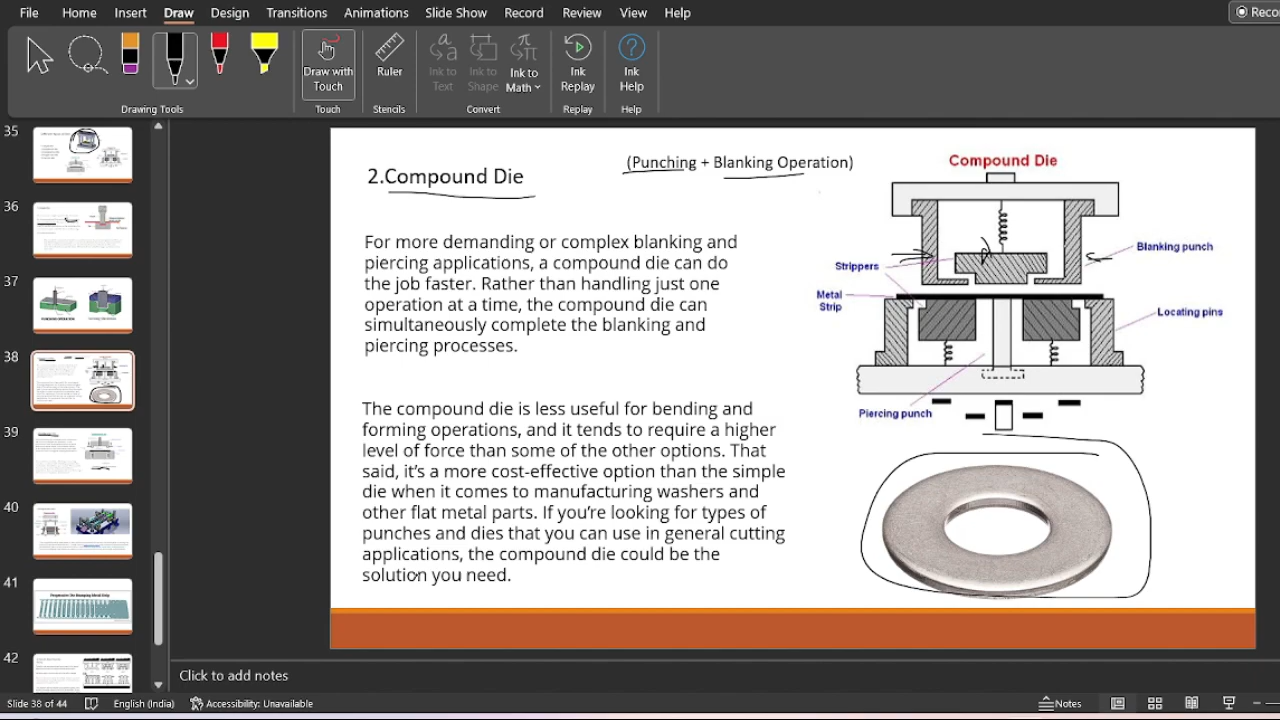 File Home Insert Draw Design Transitions Animations Slide Show Record Review View Help
Draw with Touch
Ruler
Ink to Text
Ink to Shape
Ink to Math
Ink Replay
Ink Help
Drawing Tools Touch Stencils Convert Replay Help
35
36
37
38
39
40
41
42
2.Compound Die
(Punching + Blanking Operation)
For more demanding or complex blanking and
piercing applications, a compound die can do
the job faster. Rather than handling just one
operation at a time, the compound die can
simultaneously complete the blanking and
piercing processes.
The compound die is less useful for bending and
forming operations, and it tends to require a higher
level of force than some of the other options. That
said, it's a more cost-effective option than the simple
die when it comes to manufacturing washers and
other flat metal parts. If you're looking for types of
punches and dies that you can use in general cutting
applications, the compound die could be the
solution you need.
Compound Die
Blanking punch
Strippers
Metal
Strip
Locating pins
Piercing punch
Click to add notes
Slide 38 of 44 English (India) Accessibility: Unavailable Notes